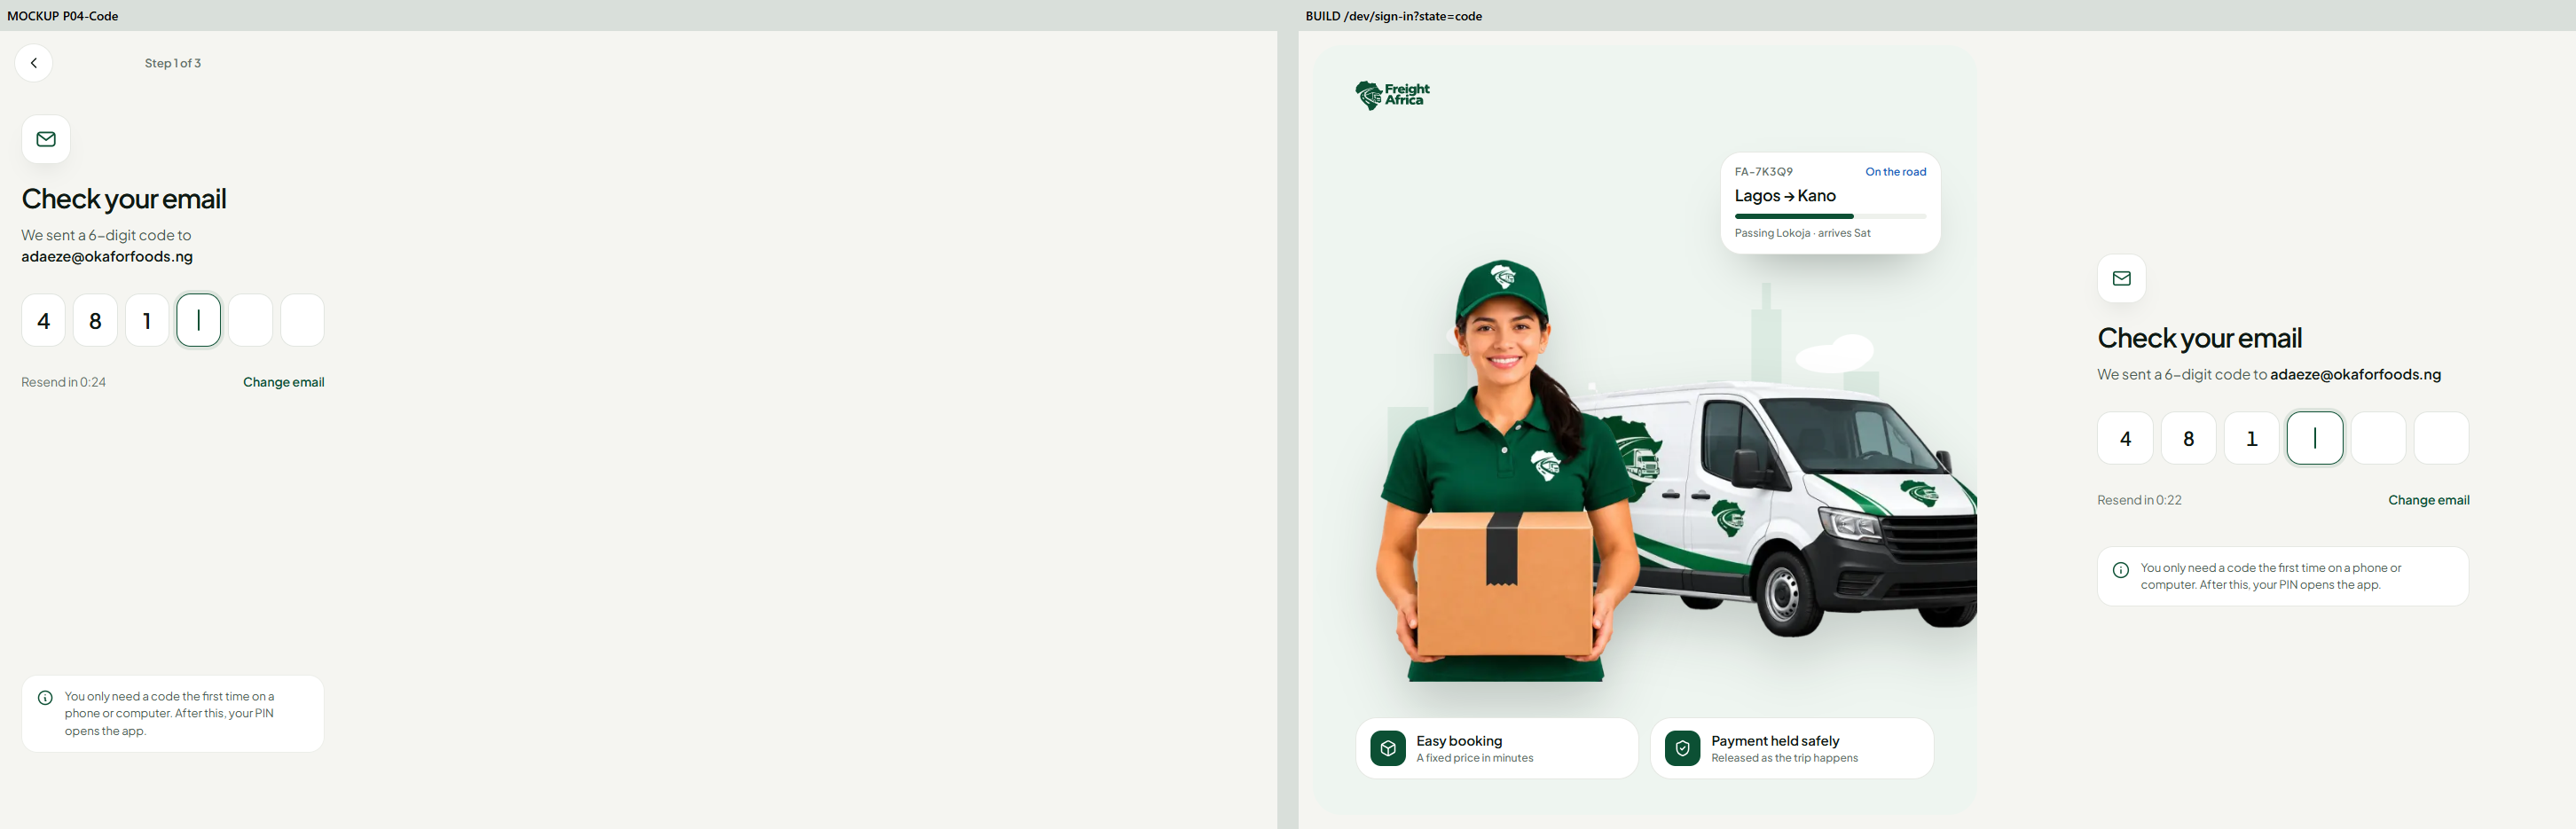 MOCKUP P04-Code
Step 1 of 3
Check your email
We sent a 6-digit code to
adaeze@okaforfoods.ng
4 8 1
Resend in 0:24
Change email
You only need a code the first time on a
phone or computer. After this, your PIN
opens the app.
BUILD /dev/sign-in?state=code
Freight
Africa
FA-7K3Q9
On the road
Lagos → Kano
Passing Lokoja · arrives Sat
Easy booking
A fixed price in minutes
Payment held safely
Released as the trip happens
Check your email
We sent a 6-digit code to adaeze@okaforfoods.ng
4 8 1
Resend in 0:22
Change email
You only need a code the first time on a phone or
computer. After this, your PIN opens the app.